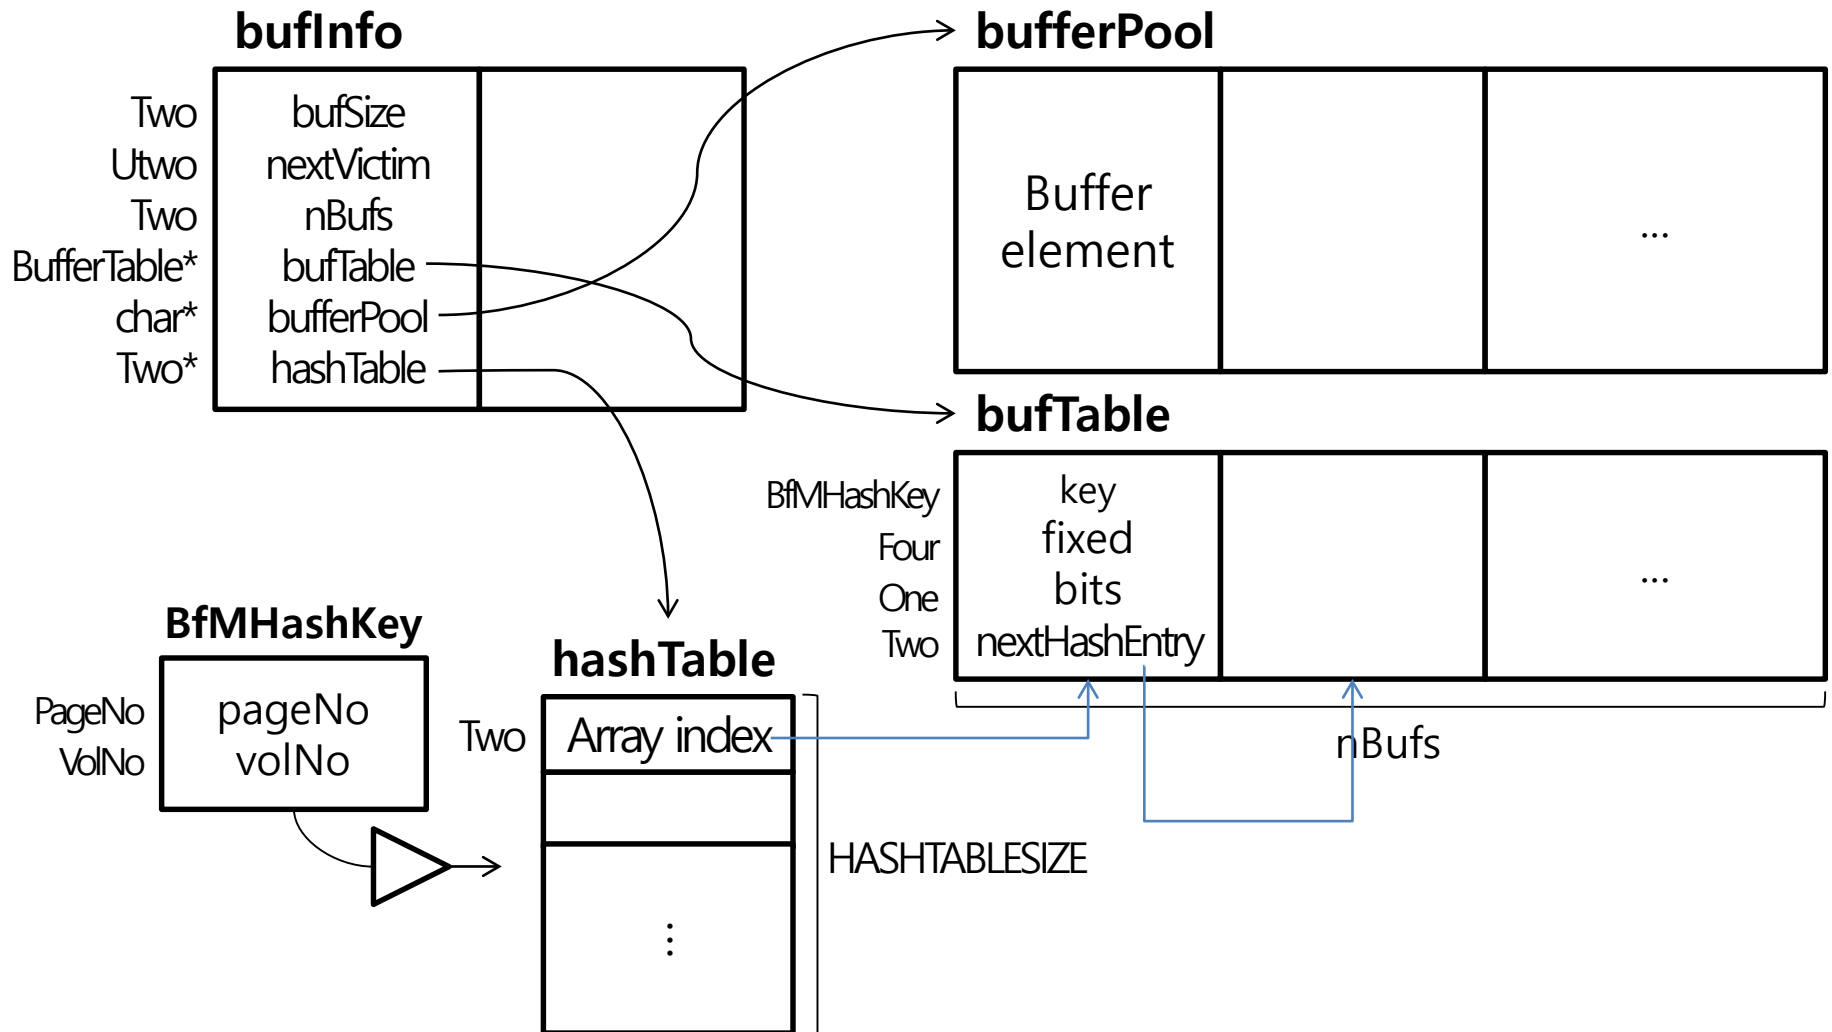 bufInfo
Two bufSize
Utwo nextVictim
Two nBufs
BufferTable* bufTable
char* bufferPool
Two* hashTable
bufferPool
Buffer
element
...
bufTable
BfMHashKey key
Four fixed
One bits
Two nextHashEntry
...
nBufs
BfMHashKey
PageNo pageNo
VolNo volNo
hashTable
Two Array index
...
HASHTABLESIZE